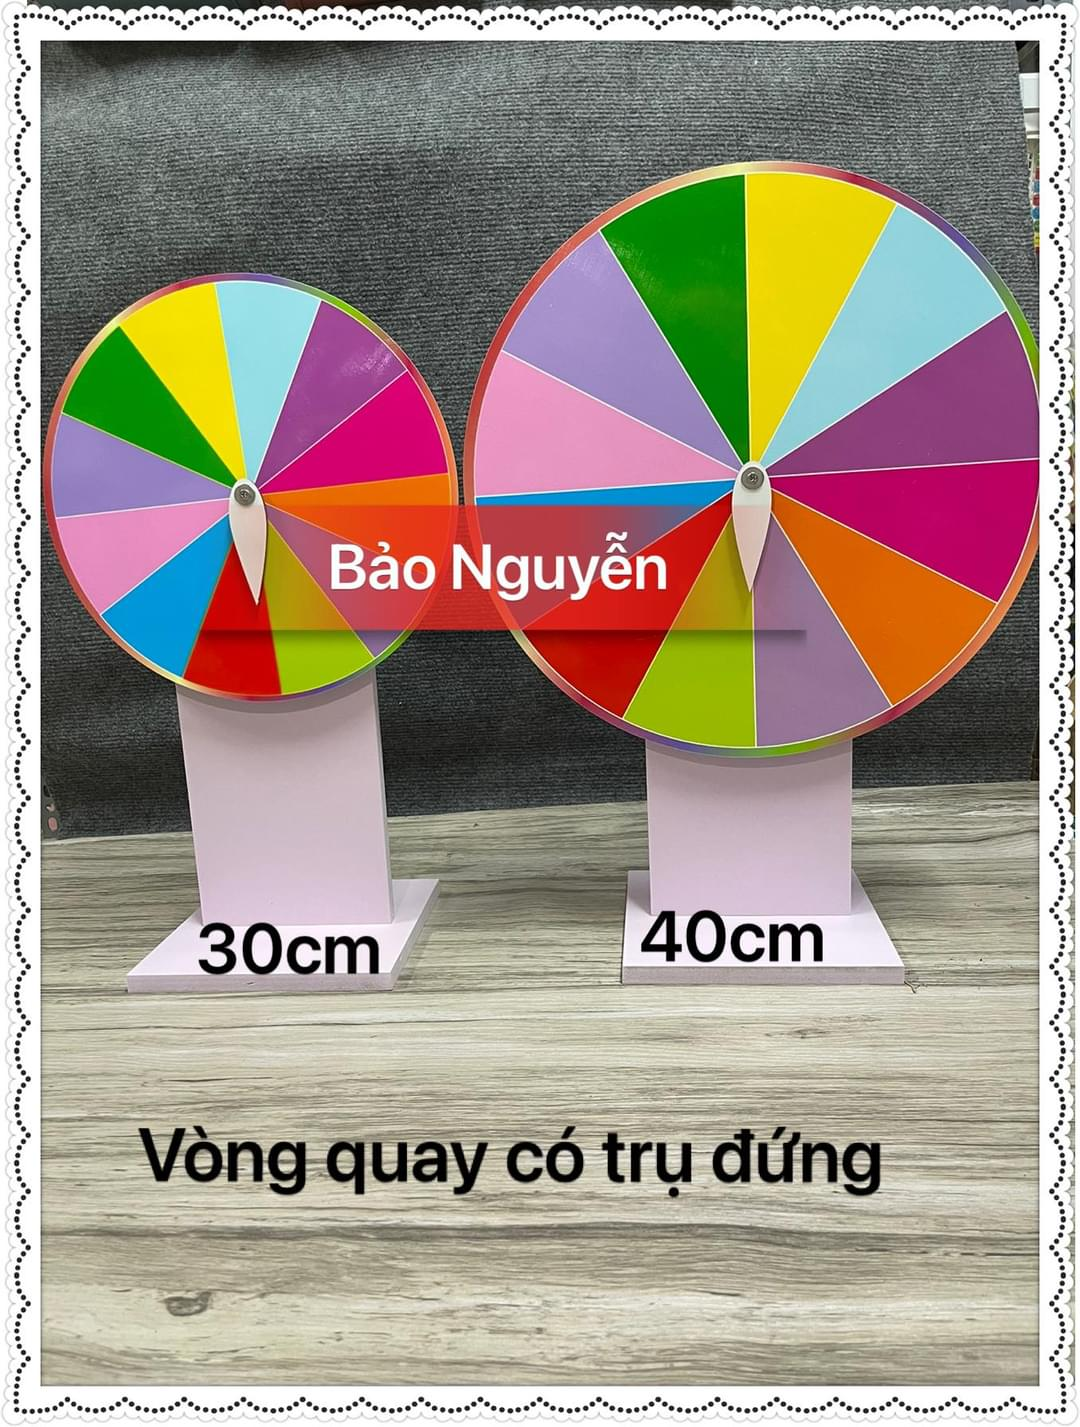 Bảo Nguyễn
30cm
40cm
Vòng quay có trụ đứng